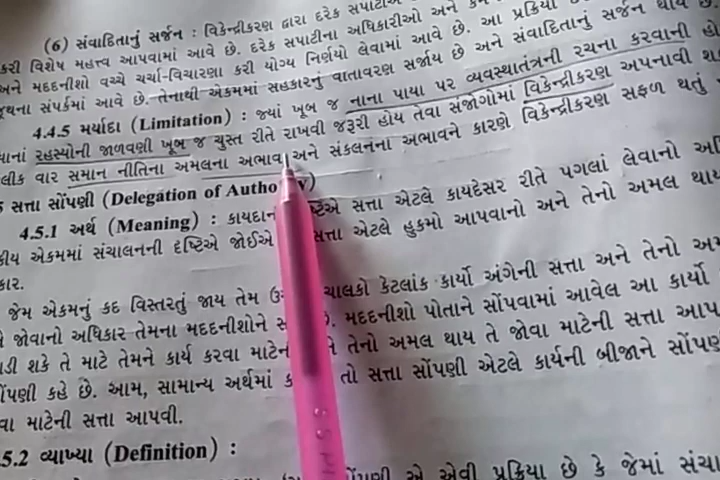 (6) સંવાદિતાનું સર્જન : વિકેન્દ્રીકરણ દ્વારા દરેક સપાટીએ
કરી વિશેષ મહત્ત્વ આપવામાં આવે છે. દરેક સપાટીના અધિકારીઓ અને
અને મદદનીશો વચ્ચે ચર્ચા-વિચારણા કરી યોગ્ય નિર્ણયો લેવામાં આવે છે. આ પ્રક્રિયા
જૂથના સંપર્કમાં આવે છે. તેનાથી એકમમાં સહકારનું વાતાવરણ સર્જાય છે અને સંવાદિતાનું સર્જન થાય છે.
4.4.5 મર્યાદા (Limitation) : જ્યાં ખૂબ જ નાના પાયા પર વ્યવસ્થાતંત્રની રચના કરવાની હો
રહસ્યોની જાળવણી ખૂબ જ ચુસ્ત રીતે રાખવી જરૂરી હોય તેવા સંજોગોમાં વિકેન્દ્રીકરણ અપનાવી શ
લીક વાર સમાન નીતિના અમલના અભાવ અને સંકલનના અભાવને કારણે વિકેન્દ્રીકરણ સફળ થતું
સત્તા સોંપણી (Delegation of Autho y)
4.5.1 અર્થ (Meaning) : કાયદાન ષ્ટિએ સત્તા એટલે કાયદેસર રીતે પગલાં લેવાનો અ
કીય એકમમાં સંચાલનની દૃષ્ટિએ જોઈએ સત્તા એટલે હુકમો આપવાનો અને તેનો અમલ થાય
કાર.
જેમ એકમનું કદ વિસ્તરતું જાય તેમ ઉ ચાલકો કેટલાંક કાર્યો અંગેની સત્તા અને તેનો અમ
જોવાનો અધિકાર તેમના મદદનીશોને સ છે. મદદનીશો પોતાને સોંપવામાં આવેલ આ કાર્યો
ડી શકે તે માટે તેમને કાર્ય કરવા માટેન ને તેનો અમલ થાય તે જોવા માટેની સત્તા આપ
ોંપણી કહે છે. આમ, સામાન્ય અર્થમાં ક તો સત્તા સોંપણી એટલે કાર્યની બીજાને સોંપણ
વા માટેની સત્તા આપવી.
5.2 વ્યાખ્યા (Definition) :
ોંપણી એ એવી પ્રક્રિયા છે કે જેમાં સંચા